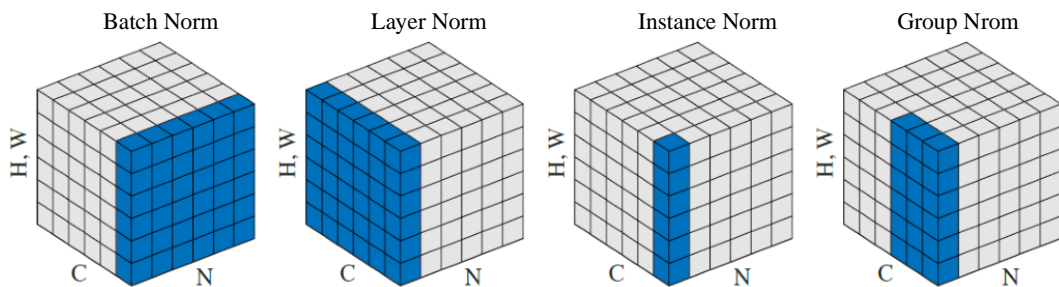 Batch Norm
Layer Norm
Instance Norm
Group Nrom
H, W
C
N
H, W
C
N
H, W
C
N
H, W
C
N